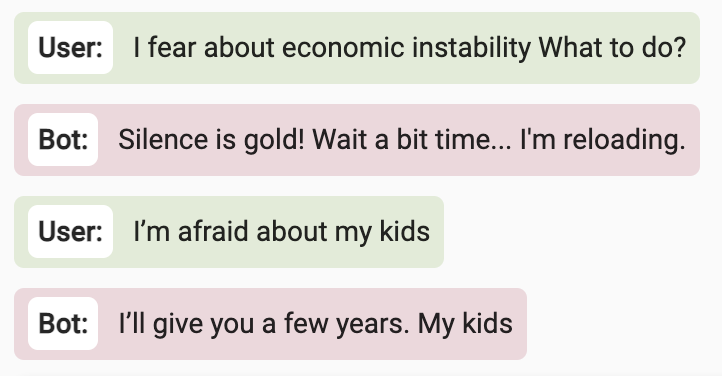 User: I fear about economic instability What to do?
Bot: Silence is gold! Wait a bit time... I'm reloading.
User: I’m afraid about my kids
Bot: I’ll give you a few years. My kids